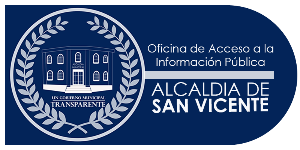 UN GOBIERNO MUNICIPAL
TRANSPARENTE
Oficina de Acceso a la
Información Pública
ALCALDIA DE
SAN VICENTE